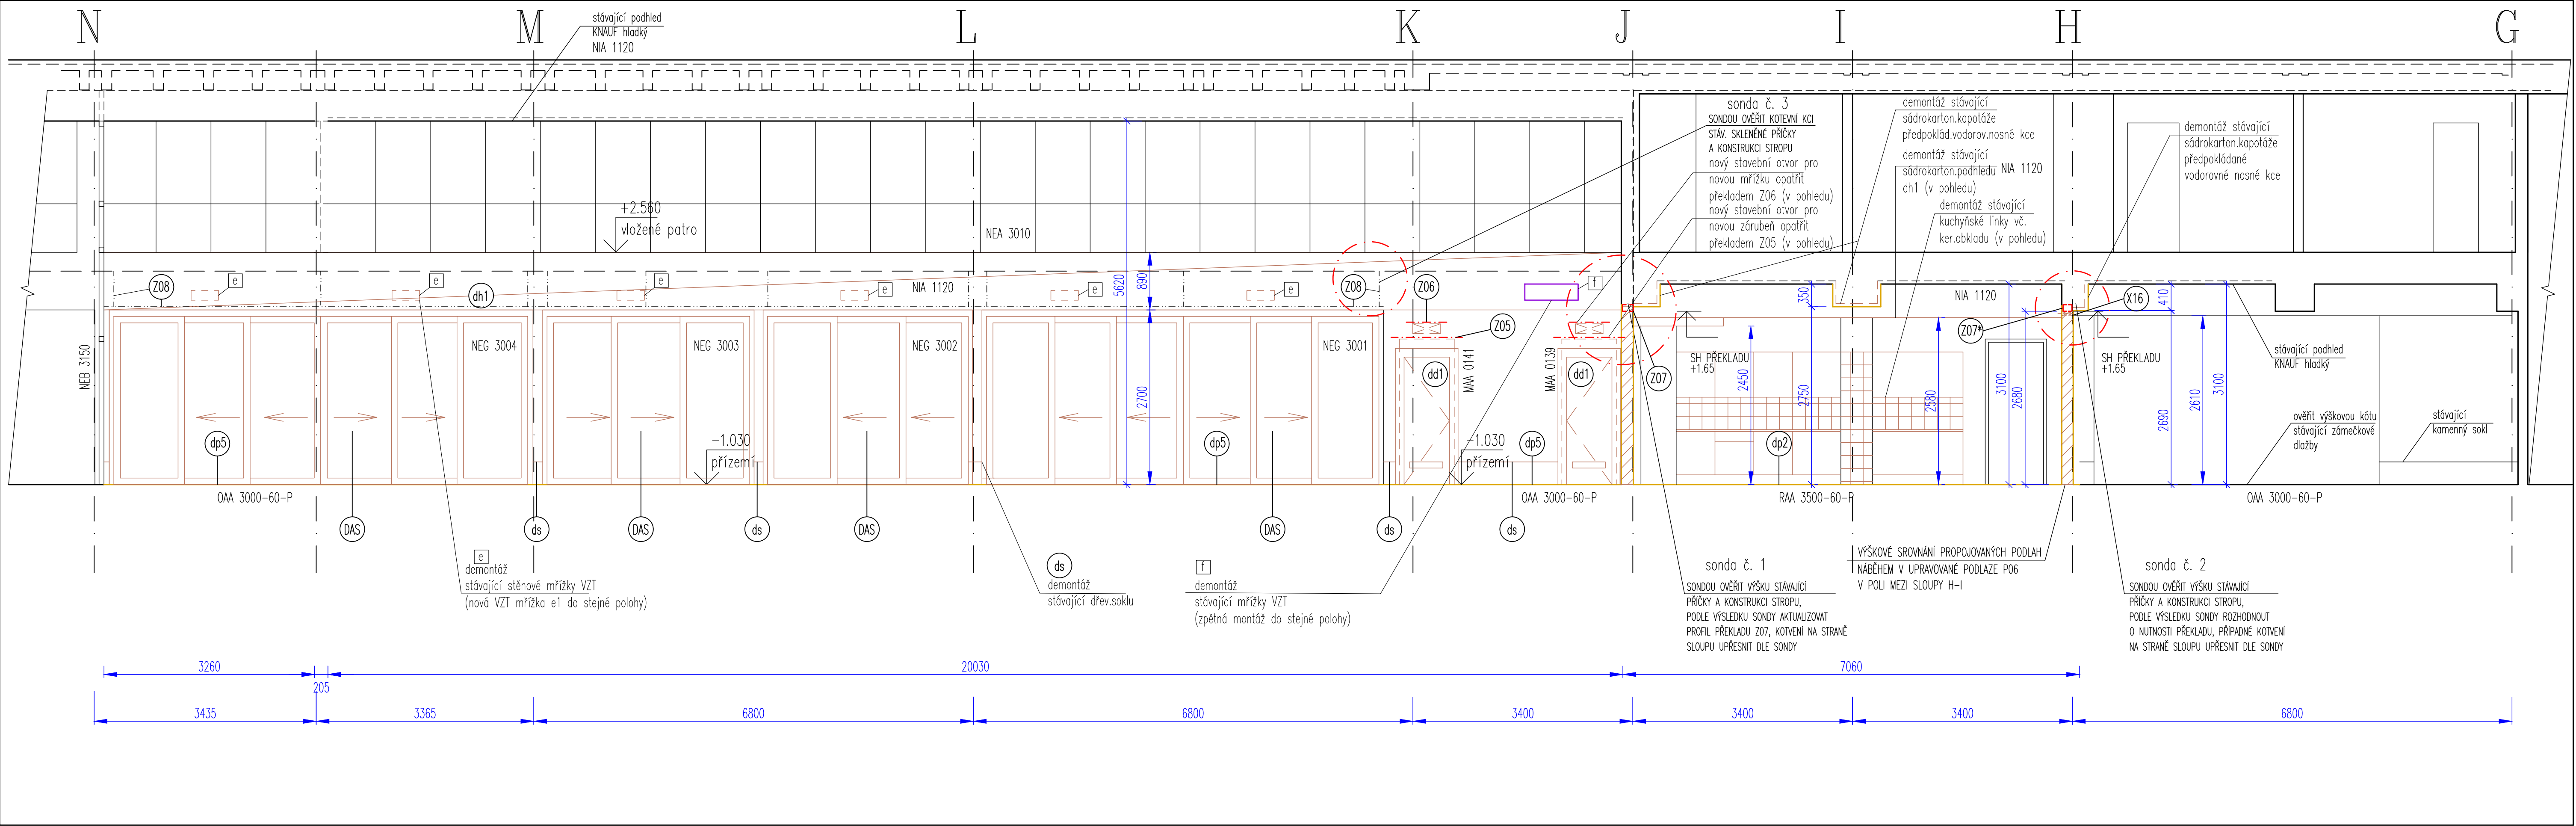 N
M
L
K
J
I
H
G
stávající podhled
KNAUF hladký
NIA 1120
sonda č. 3
SONDOU OVĚŘIT KOTEVNÍ KCI
STÁV. SKLENĚNÉ PŘÍČKY
A KONSTRUKCI STROPU
nový stavební otvor pro
novou mřížku opatřit
překladem Z06 (v pohledu)
nový stavební otvor pro
novou zárubeň opatřit
překladem Z05 (v pohledu)
demontáž stávající
sádrokarton.kapotáže
předpoklád.vodorov.nosné kce
demontáž stávající
sádrokarton.podhledu NIA 1120
dh1 (v pohledu)
demontáž stávající
kuchyňské linky vč.
ker.obkladu (v pohledu)
demontáž stávající
sádrokarton.kapotáže
předpokládané
vodorovné nosné kce
+2.560
vložené patro
NEA 3010
5620
890
Z08
e
e
dh1
e
e
NIA 1120
e
e
Z08
Z06
f
Z05
350
NIA 1120
410
X16
Z07*
NEB 3150
NEG 3004
NEG 3003
NEG 3002
NEG 3001
MAA 0141
MAA 0139
dd1
dd1
Z07
SH PŘEKLADU
+1.65
SH PŘEKLADU
+1.65
stávající podhled
KNAUF hladký
2700
2450
2750
2580
3100
2680
2690
2610
3100
dp5
-1.030
přízemí
dp5
-1.030
přízemí
dp5
dp2
ověřit výškovou kótu
stávající zámečkové
dlažby
stávající
kamenný sokl
OAA 3000-60-P
OAA 3000-60-P
RAA 3500-60-P
OAA 3000-60-P
DAS
ds
DAS
ds
DAS
DAS
ds
ds
e
demontáž
stávající stěnové mřížky VZT
(nová VZT mřížka e1 do stejné polohy)
ds
demontáž
stávající dřev.soklu
f
demontáž
stávající mřížky VZT
(zpětná montáž do stejné polohy)
sonda č. 1
SONDOU OVĚŘIT VÝŠKU STÁVAJÍCÍ
PŘÍČKY A KONSTRUKCI STROPU,
PODLE VÝSLEDKU SONDY AKTUALIZOVAT
PROFIL PŘEKLADU Z07, KOTVENÍ NA STRANĚ
SLOUPU UPŘESNIT DLE SONDY
VÝŠKOVÉ SROVNÁNÍ PROPOJOVANÝCH PODLAH
NÁBĚHEM V UPRAVOVANÉ PODLAZE P06
V POLI MEZI SLOUPY H-I
sonda č. 2
SONDOU OVĚŘIT VÝŠKU STÁVAJÍCÍ
PŘÍČKY A KONSTRUKCI STROPU,
PODLE VÝSLEDKU SONDY ROZHODNOUT
O NUTNOSTI PŘEKLADU, PŘÍPADNÉ KOTVENÍ
NA STRANĚ SLOUPU UPŘESNIT DLE SONDY
3260
205
20030
7060
3435
3365
6800
6800
3400
3400
3400
6800